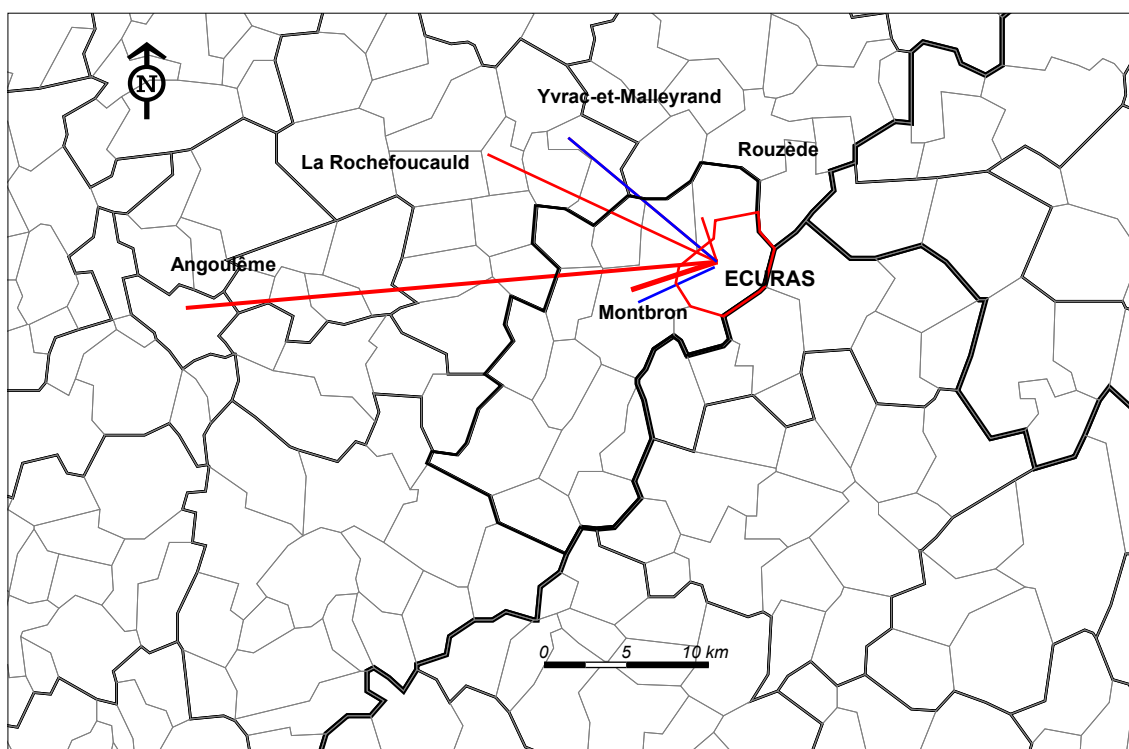 N
Yvrac-et-Malleyrand
Rouzède
La Rochefoucauld
Angoulême
ECURAS
Montbron
0 5 10 km